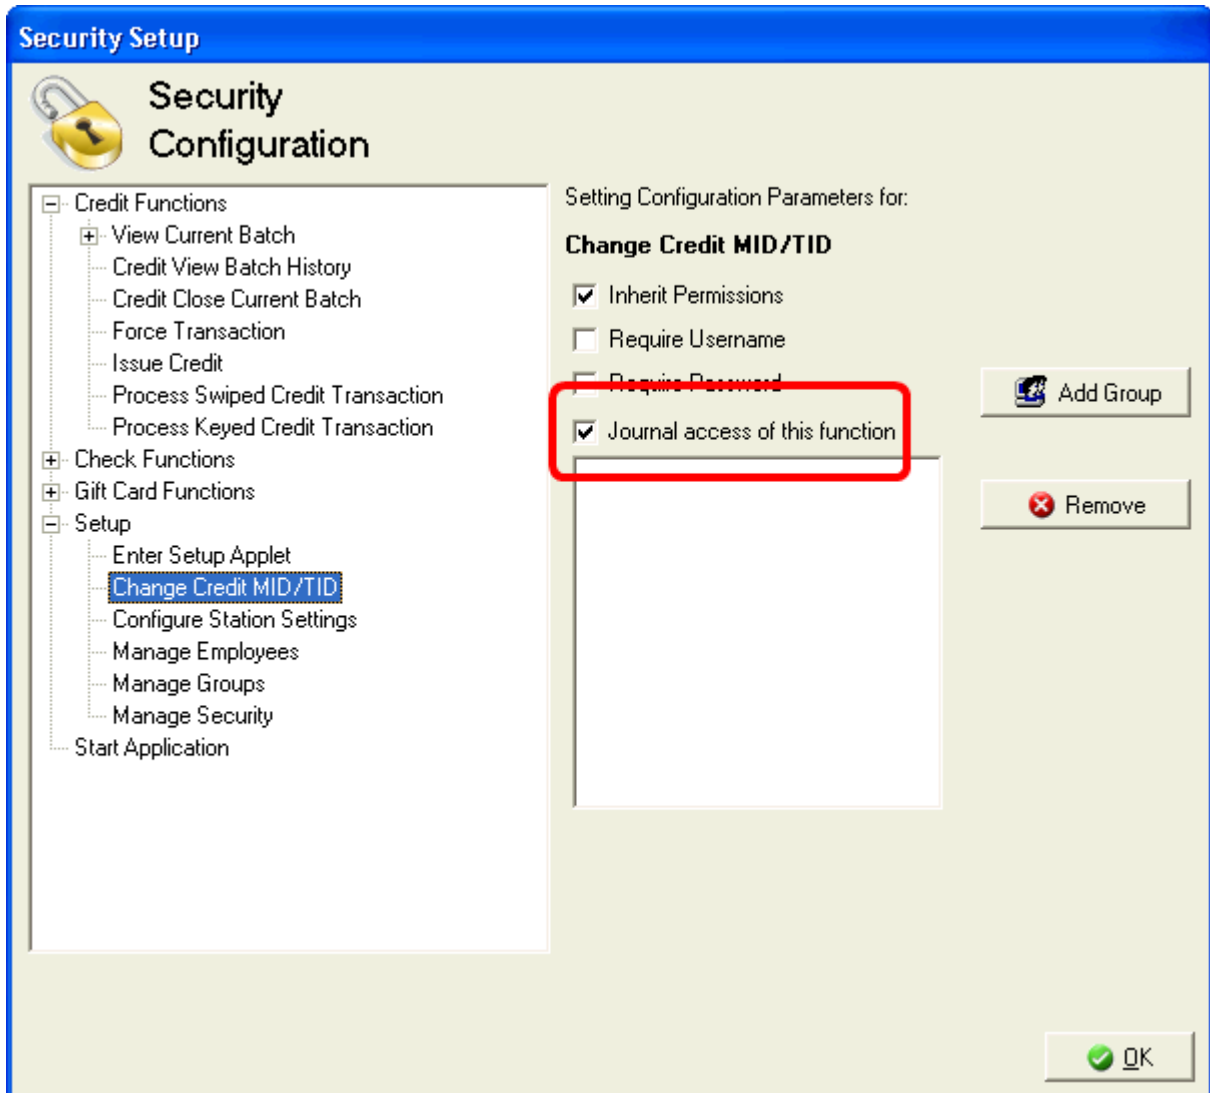 Security Setup
Security
Configuration
Credit Functions
View Current Batch
Credit View Batch History
Credit Close Current Batch
Force Transaction
Issue Credit
Process Swiped Credit Transaction
Process Keyed Credit Transaction
Check Functions
Gift Card Functions
Setup
Enter Setup Applet
Change Credit MID/TID
Configure Station Settings
Manage Employees
Manage Groups
Manage Security
Start Application
Setting Configuration Parameters for:
Change Credit MID/TID
Inherit Permissions
Require Username
Require Password
Journal access of this function
Add Group
Remove
OK